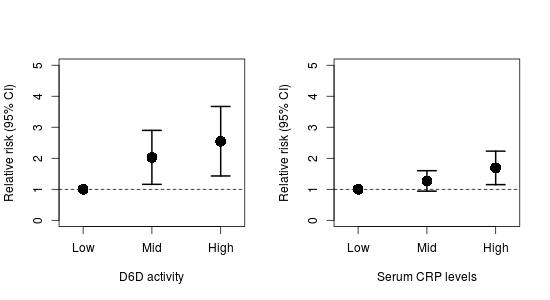 Relative risk (95% CI)
5
4
3
2
1
0
Low Mid High
D6D activity
Relative risk (95% CI)
5
4
3
2
1
0
Low Mid High
Serum CRP levels